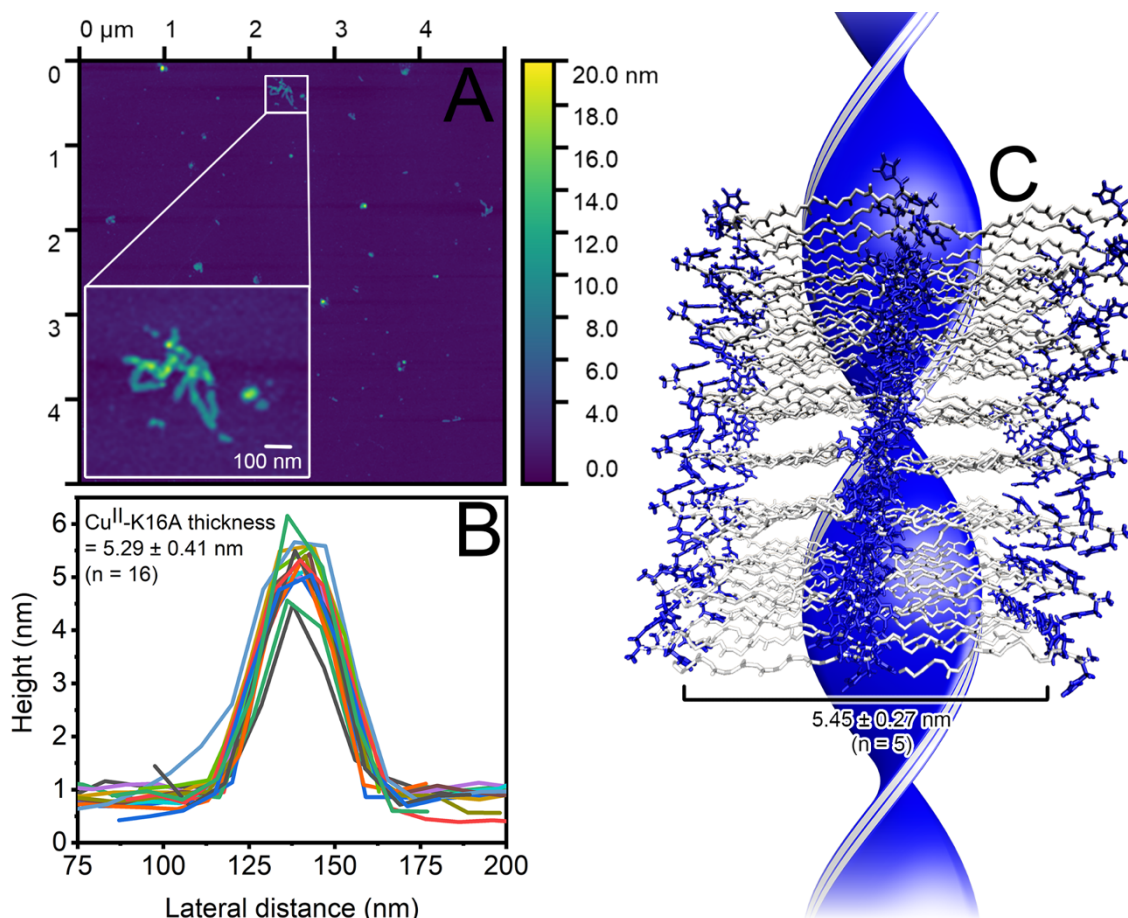 0 µm 1 2 3 4
0
1
2
3
4
A
100 nm
20.0 nm
18.0
16.0
14.0
12.0
10.0
8.0
6.0
4.0
0.0
B
Cu^II-K16A thickness
= 5.29 ± 0.41 nm
(n = 16)
Height (nm)
6
5
4
3
2
1
0
75 100 125 150 175 200
Lateral distance (nm)
C
5.45 ± 0.27 nm
(n = 5)